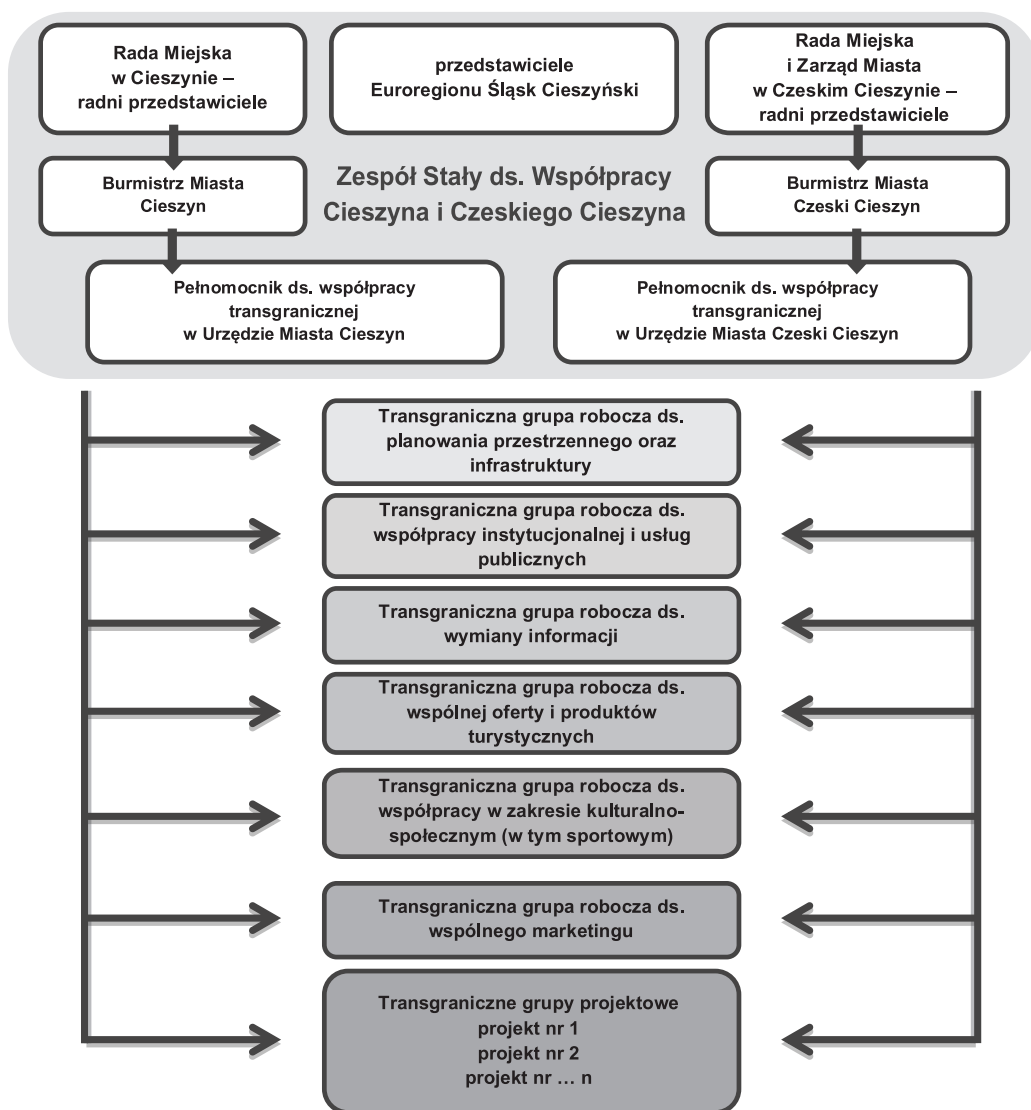 Rada Miejska
w Cieszynie –
radni przedstawiciele
przedstawiciele
Euroregionu Śląsk Cieszyński
Rada Miejska
i Zarząd Miasta
w Czeskim Cieszynie –
radni przedstawiciele
Burmistrz Miasta
Cieszyn
Zespół Stały ds. Współpracy
Cieszyna i Czeskiego Cieszyna
Burmistrz Miasta
Czeski Cieszyn
Pełnomocnik ds. współpracy
transgranicznej
w Urzędzie Miasta Cieszyn
Pełnomocnik ds. współpracy
transgranicznej
w Urzędzie Miasta Czeski Cieszyn
Transgraniczna grupa robocza ds.
planowania przestrzennego oraz
infrastruktury
Transgraniczna grupa robocza ds.
współpracy instytucjonalnej i usług
publicznych
Transgraniczna grupa robocza ds.
wymiany informacji
Transgraniczna grupa robocza ds.
wspólnej oferty i produktów
turystycznych
Transgraniczna grupa robocza ds.
współpracy w zakresie kulturalno-
społecznym (w tym sportowym)
Transgraniczna grupa robocza ds.
wspólnego marketingu
Transgraniczne grupy projektowe
projekt nr 1
projekt nr 2
projekt nr … n